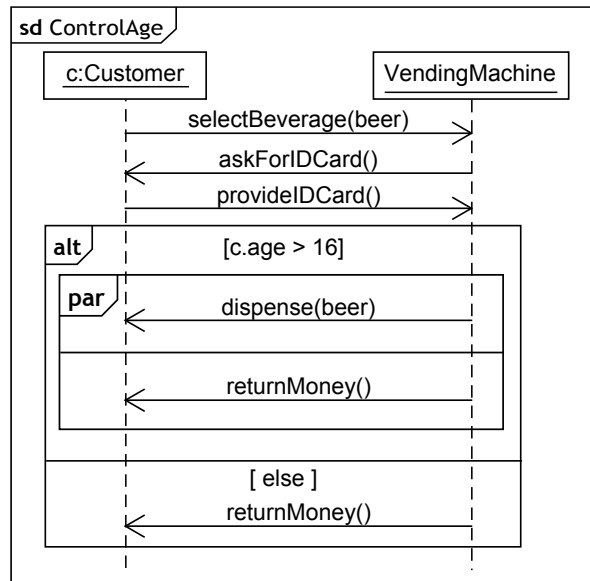 sd ControlAge
c:Customer VendingMachine
selectBeverage(beer)
askForIDCard()
provideIDCard()
alt [c.age > 16]
par
dispense(beer)
returnMoney()
[ else ]
returnMoney()